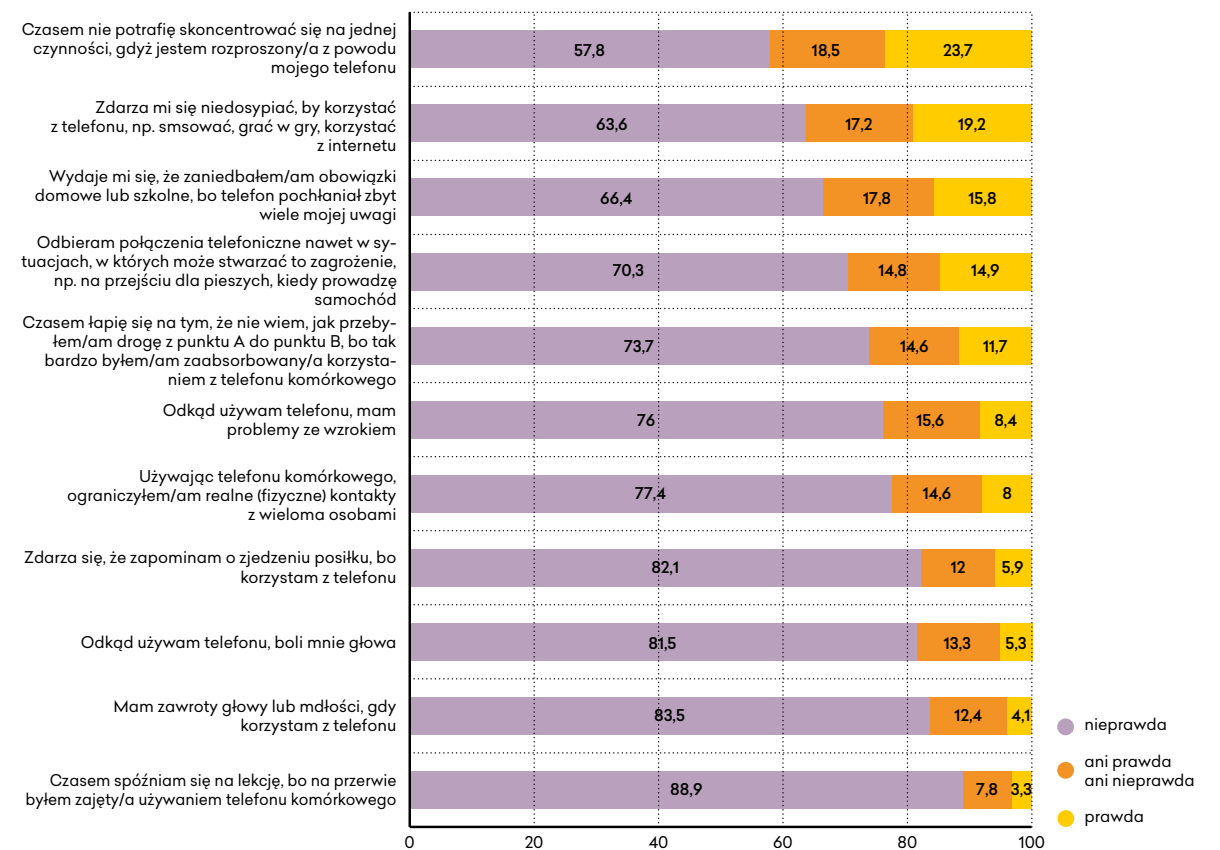 Czasem nie potrafię skoncentrować się na jednej
czynności, gdyż jestem rozproszony/a z powodu
mojego telefonu
57,8
18,5
23,7
Zdarza mi się niedosypiać, by korzystać
z telefonu, np. smsować, grać w gry, korzystać
z internetu
63,6
17,2
19,2
Wydaje mi się, że zaniedbałem/am obowiązki
domowe lub szkolne, bo telefon pochłaniał zbyt
wiele mojej uwagi
66,4
17,8
15,8
Odbieram połączenia telefoniczne nawet w sy-
tuacjach, w których może stwarzać to zagrożenie,
np. na przejściu dla pieszych, kiedy prowadzę
samochód
70,3
14,8
14,9
Czasem łapię się na tym, że nie wiem, jak przeby-
łem/am drogę z punktu A do punktu B, bo tak
bardzo byłem/am zaabsorbowany/a korzysta-
niem z telefonu komórkowego
73,7
14,6
11,7
Odkąd używam telefonu, mam
problemy ze wzrokiem
76
15,6
8,4
Używając telefonu komórkowego,
ograniczyłem/am realne (fizyczne) kontakty
z wieloma osobami
77,4
14,6
8
Zdarza się, że zapominam o zjedzeniu posiłku, bo
korzystam z telefonu
82,1
12
5,9
Odkąd używam telefonu, boli mnie głowa
81,5
13,3
5,3
Mam zawroty głowy lub mdłości, gdy
korzystam z telefonu
83,5
12,4
4,1
Czasem spóźniam się na lekcję, bo na przerwie
byłem zajęty/a używaniem telefonu komórkowego
88,9
7,8
3,3
0
20
40
60
80
100
nieprawda
ani prawda
ani nieprawda
prawda